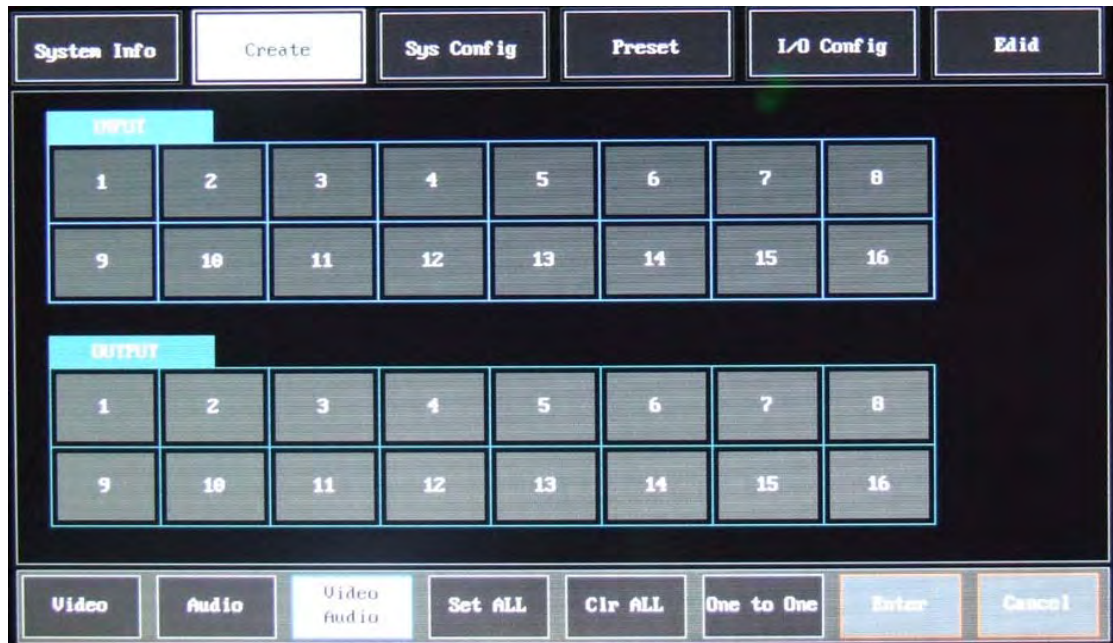 System Info Create Sys Config Preset I/O Config Edid
INPUT
1 2 3 4 5 6 7 8
9 10 11 12 13 14 15 16
OUTPUT
1 2 3 4 5 6 7 8
9 10 11 12 13 14 15 16
Video Audio Video Audio Set ALL Clr ALL One to One Enter Cancel